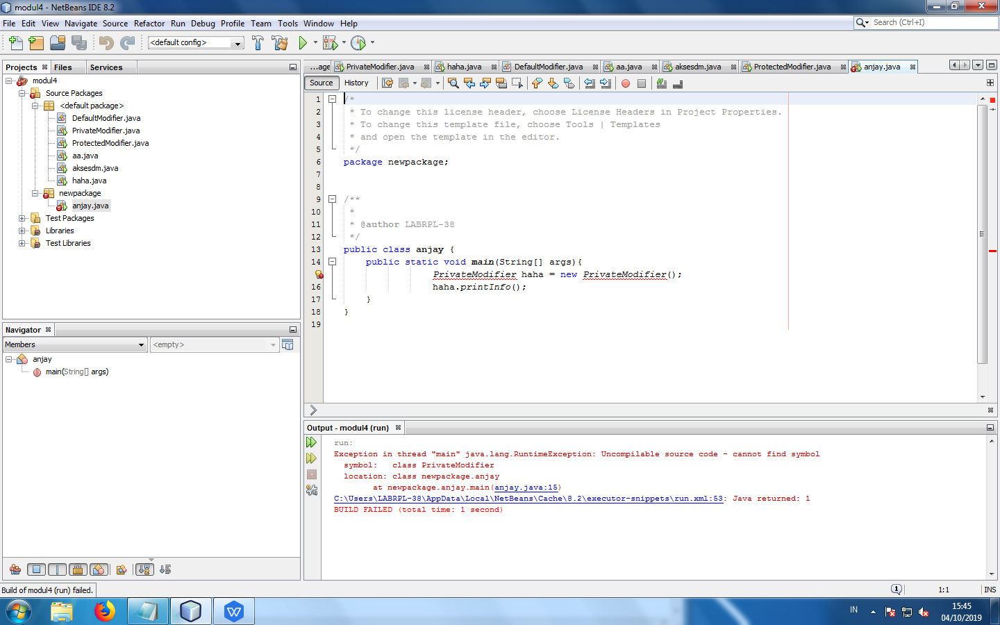 modul4 - NetBeans IDE 8.2
File Edit View Navigate Source Refactor Run Debug Profile Team Tools Window Help
Search (Ctrl+I)
<default config>
Projects Files Services
modul4
Source Packages
<default package>
DefaultModifier.java
PrivateModifier.java
ProtectedModifier.java
aa.java
aksesdm.java
haha.java
newpackage
anjay.java
Test Packages
Libraries
Test Libraries
Navigator
Members <empty>
anjay
main(String[] args)
...age PrivateModifier.java haha.java DefaultModifier.java aa.java aksesdm.java ProtectedModifier.java anjay.java
Source History
1 /*
2 * To change this license header, choose License Headers in Project Properties.
3 * To change this template file, choose Tools | Templates
4 * and open the template in the editor.
5 */
6 package newpackage;
7
8
9 /**
10 *
11 * @author LABRPL-38
12 */
13 public class anjay {
14 public static void main(String[] args){
PrivateModifier haha = new PrivateModifier();
16 haha.printInfo();
17 }
18 }
19
Output - modul4 (run)
run:
Exception in thread "main" java.lang.RuntimeException: Uncompilable source code - cannot find symbol
symbol: class PrivateModifier
location: class newpackage.anjay
at newpackage.anjay.main(anjay.java:15)
C:\Users\LABRPL-38\AppData\Local\NetBeans\Cache\8.2\executor-snippets\run.xml:53: Java returned: 1
BUILD FAILED (total time: 1 second)
Build of modul4 (run) failed.
1
1:1
INS
IN
15:45
04/10/2019